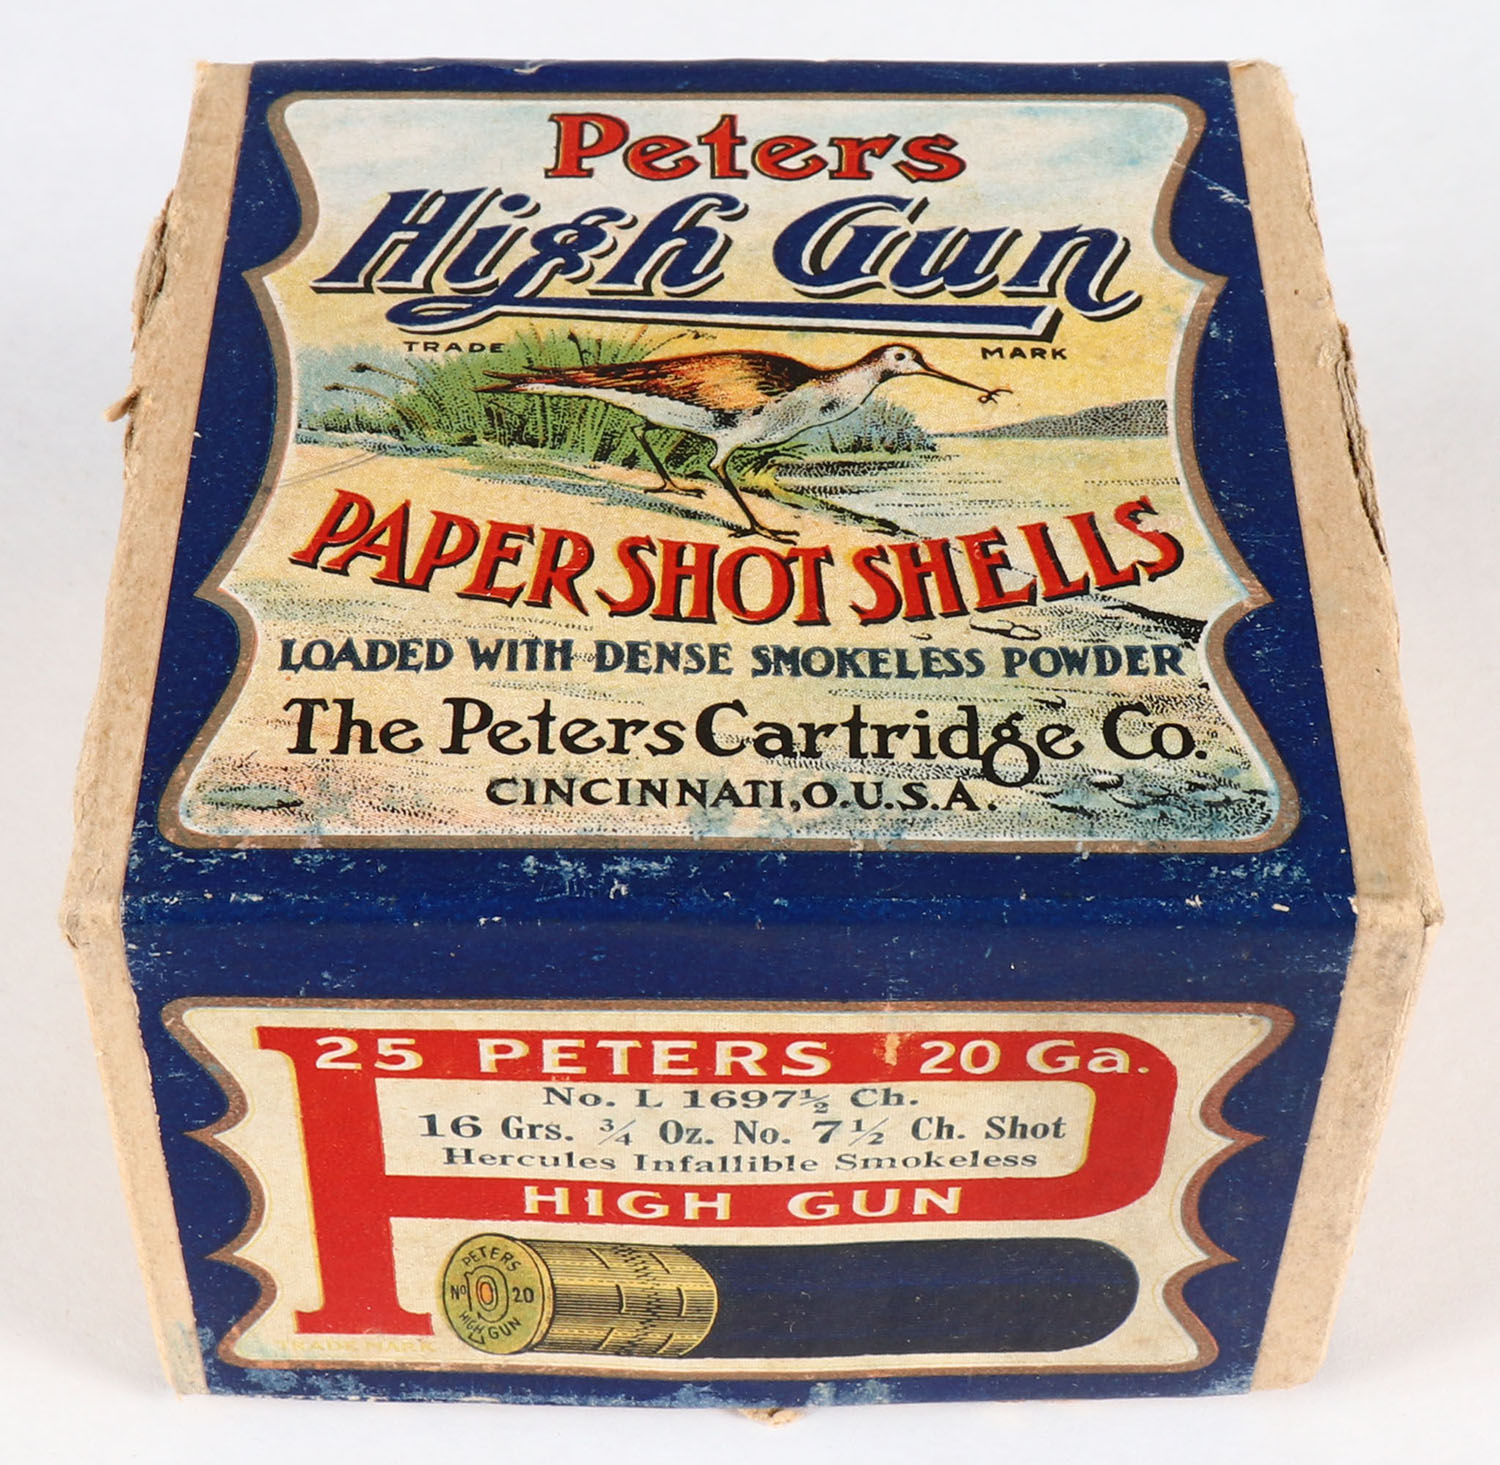 Peters
High Gun
TRADE MARK
PAPER SHOT SHELLS
LOADED WITH DENSE SMOKELESS POWDER
The Peters Cartridge Co.
CINCINNATI, O. U.S.A.
25 PETERS 20 Ga.
No. L 1697½ Ch.
16 Grs. ¾ Oz. No. 7½ Ch. Shot
Hercules Infallible Smokeless
HIGH GUN
PETERS
No 20
HIGH GUN
TRADE MARK